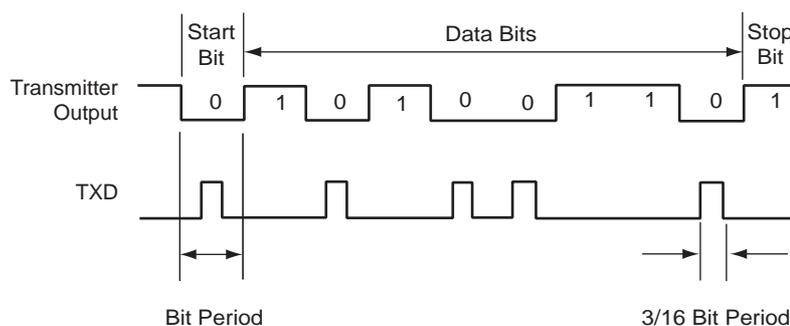 Start
Bit
Data Bits
Stop
Bit
Transmitter
Output
0 1 0 1 0 0 1 1 0 1
TXD
Bit Period
3/16 Bit Period